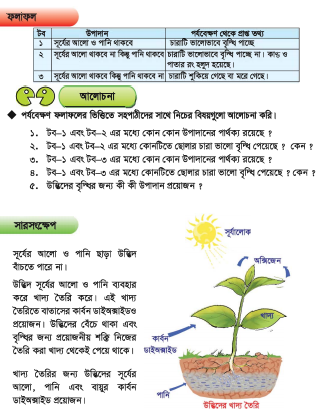 ফলাফল
টব উপাদান পর্যবেক্ষণ থেকে প্রাপ্ত তথ্য
১ সূর্যের আলো ও পানি থাকবে চারাটি ভালোভাবে বৃদ্ধি পাচ্ছে
২ সূর্যের আলো থাকবে না কিন্তু পানি থাকবে চারাটি ভালোভাবে বৃদ্ধি পাচ্ছে না। কান্ড ও
পাতার রং হলুদ হয়েছে।
৩ সূর্যের আলো থাকবে কিন্তু পানি থাকবে না চারাটি শুকিয়ে গেছে বা মরে গেছে।
আলোচনা
◆ পর্যবেক্ষণ ফলাফলের ভিত্তিতে সহপাঠীদের সাথে নিচের বিষয়গুলো আলোচনা করি।
১. টব–১ এবং টব–২ এর মধ্যে কোন কোন উপাদানের পার্থক্য রয়েছে ?
২. টব–১ এবং টব–২ এর মধ্যে কোনটিতে ছোলার চারা ভালো বৃদ্ধি পেয়েছে ? কেন ?
৩. টব–১ এবং টব–৩ এর মধ্যে কোন কোন উপাদানের পার্থক্য রয়েছে ?
৪. টব–১ এবং টব–৩ এর মধ্যে কোনটিতে ছোলার চারা ভালো বৃদ্ধি পেয়েছে ? কেন ?
৫. উদ্ভিদের বৃদ্ধির জন্য কী কী উপাদান প্রয়োজন ?
সারসংক্ষেপ
সূর্যের আলো ও পানি ছাড়া উদ্ভিদ
বাঁচতে পারে না।
উদ্ভিদ সূর্যের আলো ও পানি ব্যবহার
করে খাদ্য তৈরি করে। এই খাদ্য
তৈরিতে বাতাসের কার্বন ডাইঅক্সাইডও
প্রয়োজন। উদ্ভিদের বেঁচে থাকা এবং
বৃদ্ধির জন্য প্রয়োজনীয় শক্তি নিজের
তৈরি করা খাদ্য থেকেই পেয়ে থাকে।
খাদ্য তৈরির জন্য উদ্ভিদের সূর্যের
আলো, পানি এবং বায়ুর কার্বন
ডাইঅক্সাইড প্রয়োজন।
সূর্যালোক
অক্সিজেন
খাদ্য
কার্বন
ডাইঅক্সাইড
পানি
উদ্ভিদের খাদ্য তৈরি